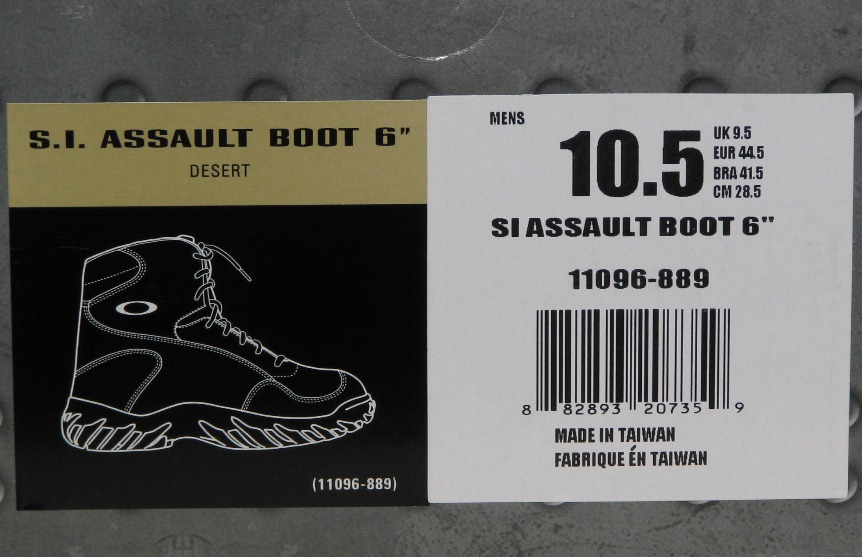 S.I. ASSAULT BOOT 6"
DESERT
(11096-889)
MENS
10.5
UK 9.5
EUR 44.5
BRA 41.5
CM 28.5
SI ASSAULT BOOT 6"
11096-889
8 82893 20735 9
MADE IN TAIWAN
FABRIQUE ÉN TAIWAN